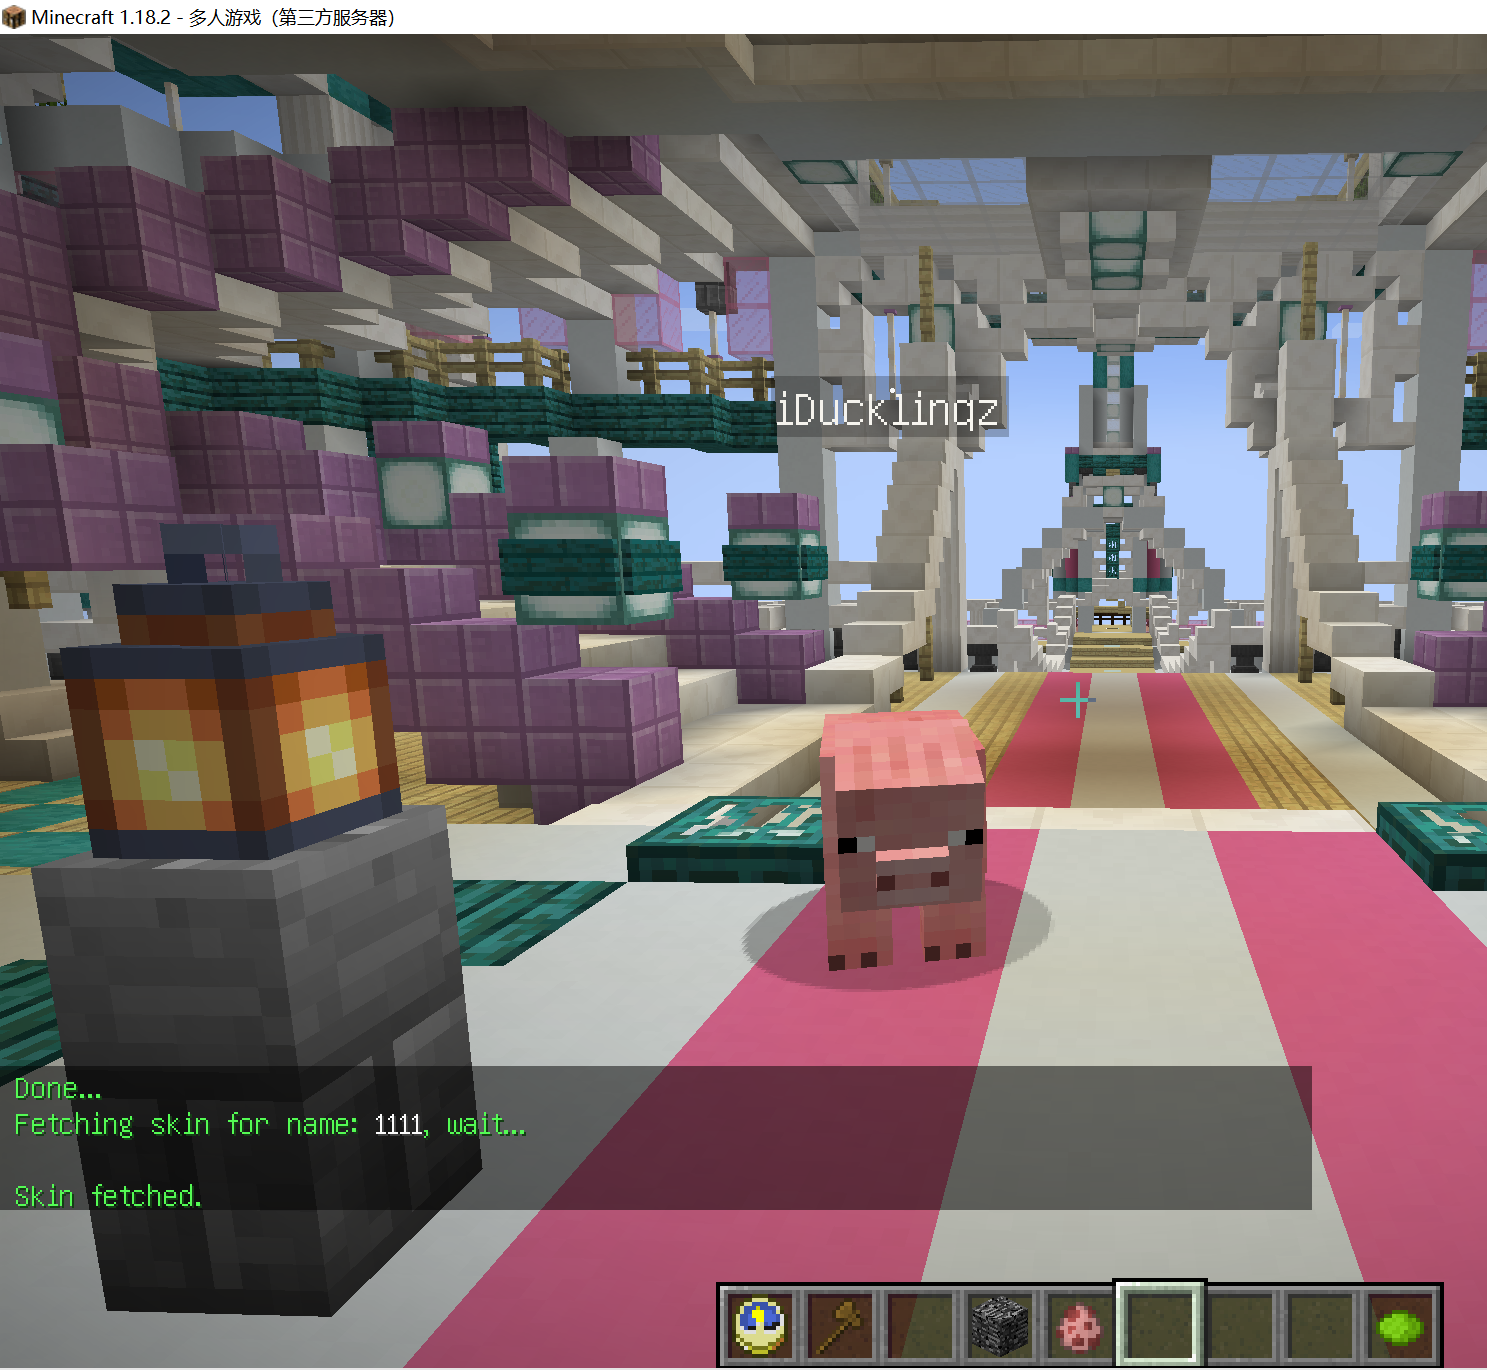 Minecraft 1.18.2 - 多人游戏（第三方服务器）
iDucklinqz
Done...
Fetching skin for name: 1111, wait...
Skin fetched.